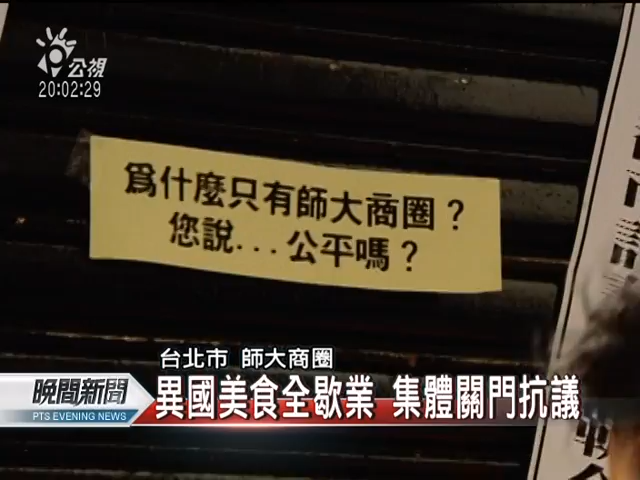 公視
20:02:29
為什麼只有師大商圈？
您說...公平嗎？
台北市 師大商圈
晚間新聞
PTS EVENING NEWS
異國美食全歇業 集體關門抗議